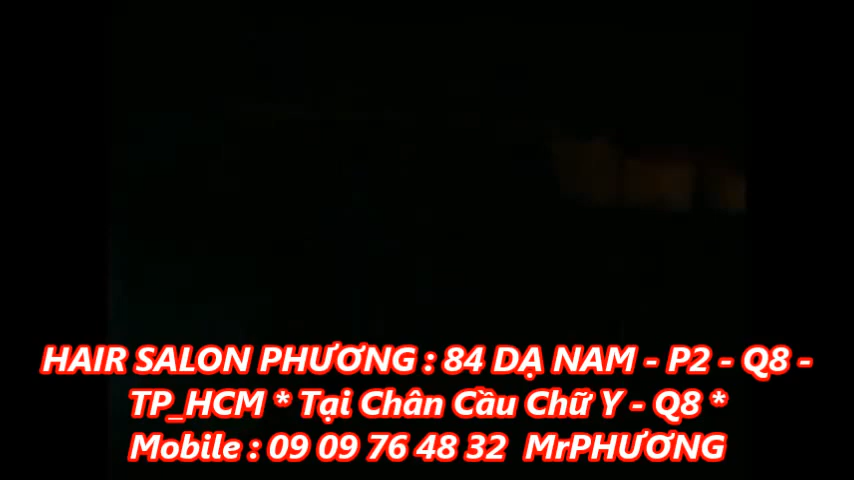 HAIR SALON PHƯƠNG : 84 DẠ NAM - P2 - Q8 -
TP_HCM * Tại Chân Cầu Chữ Y - Q8 *
Mobile : 09 09 76 48 32 MrPHƯƠNG